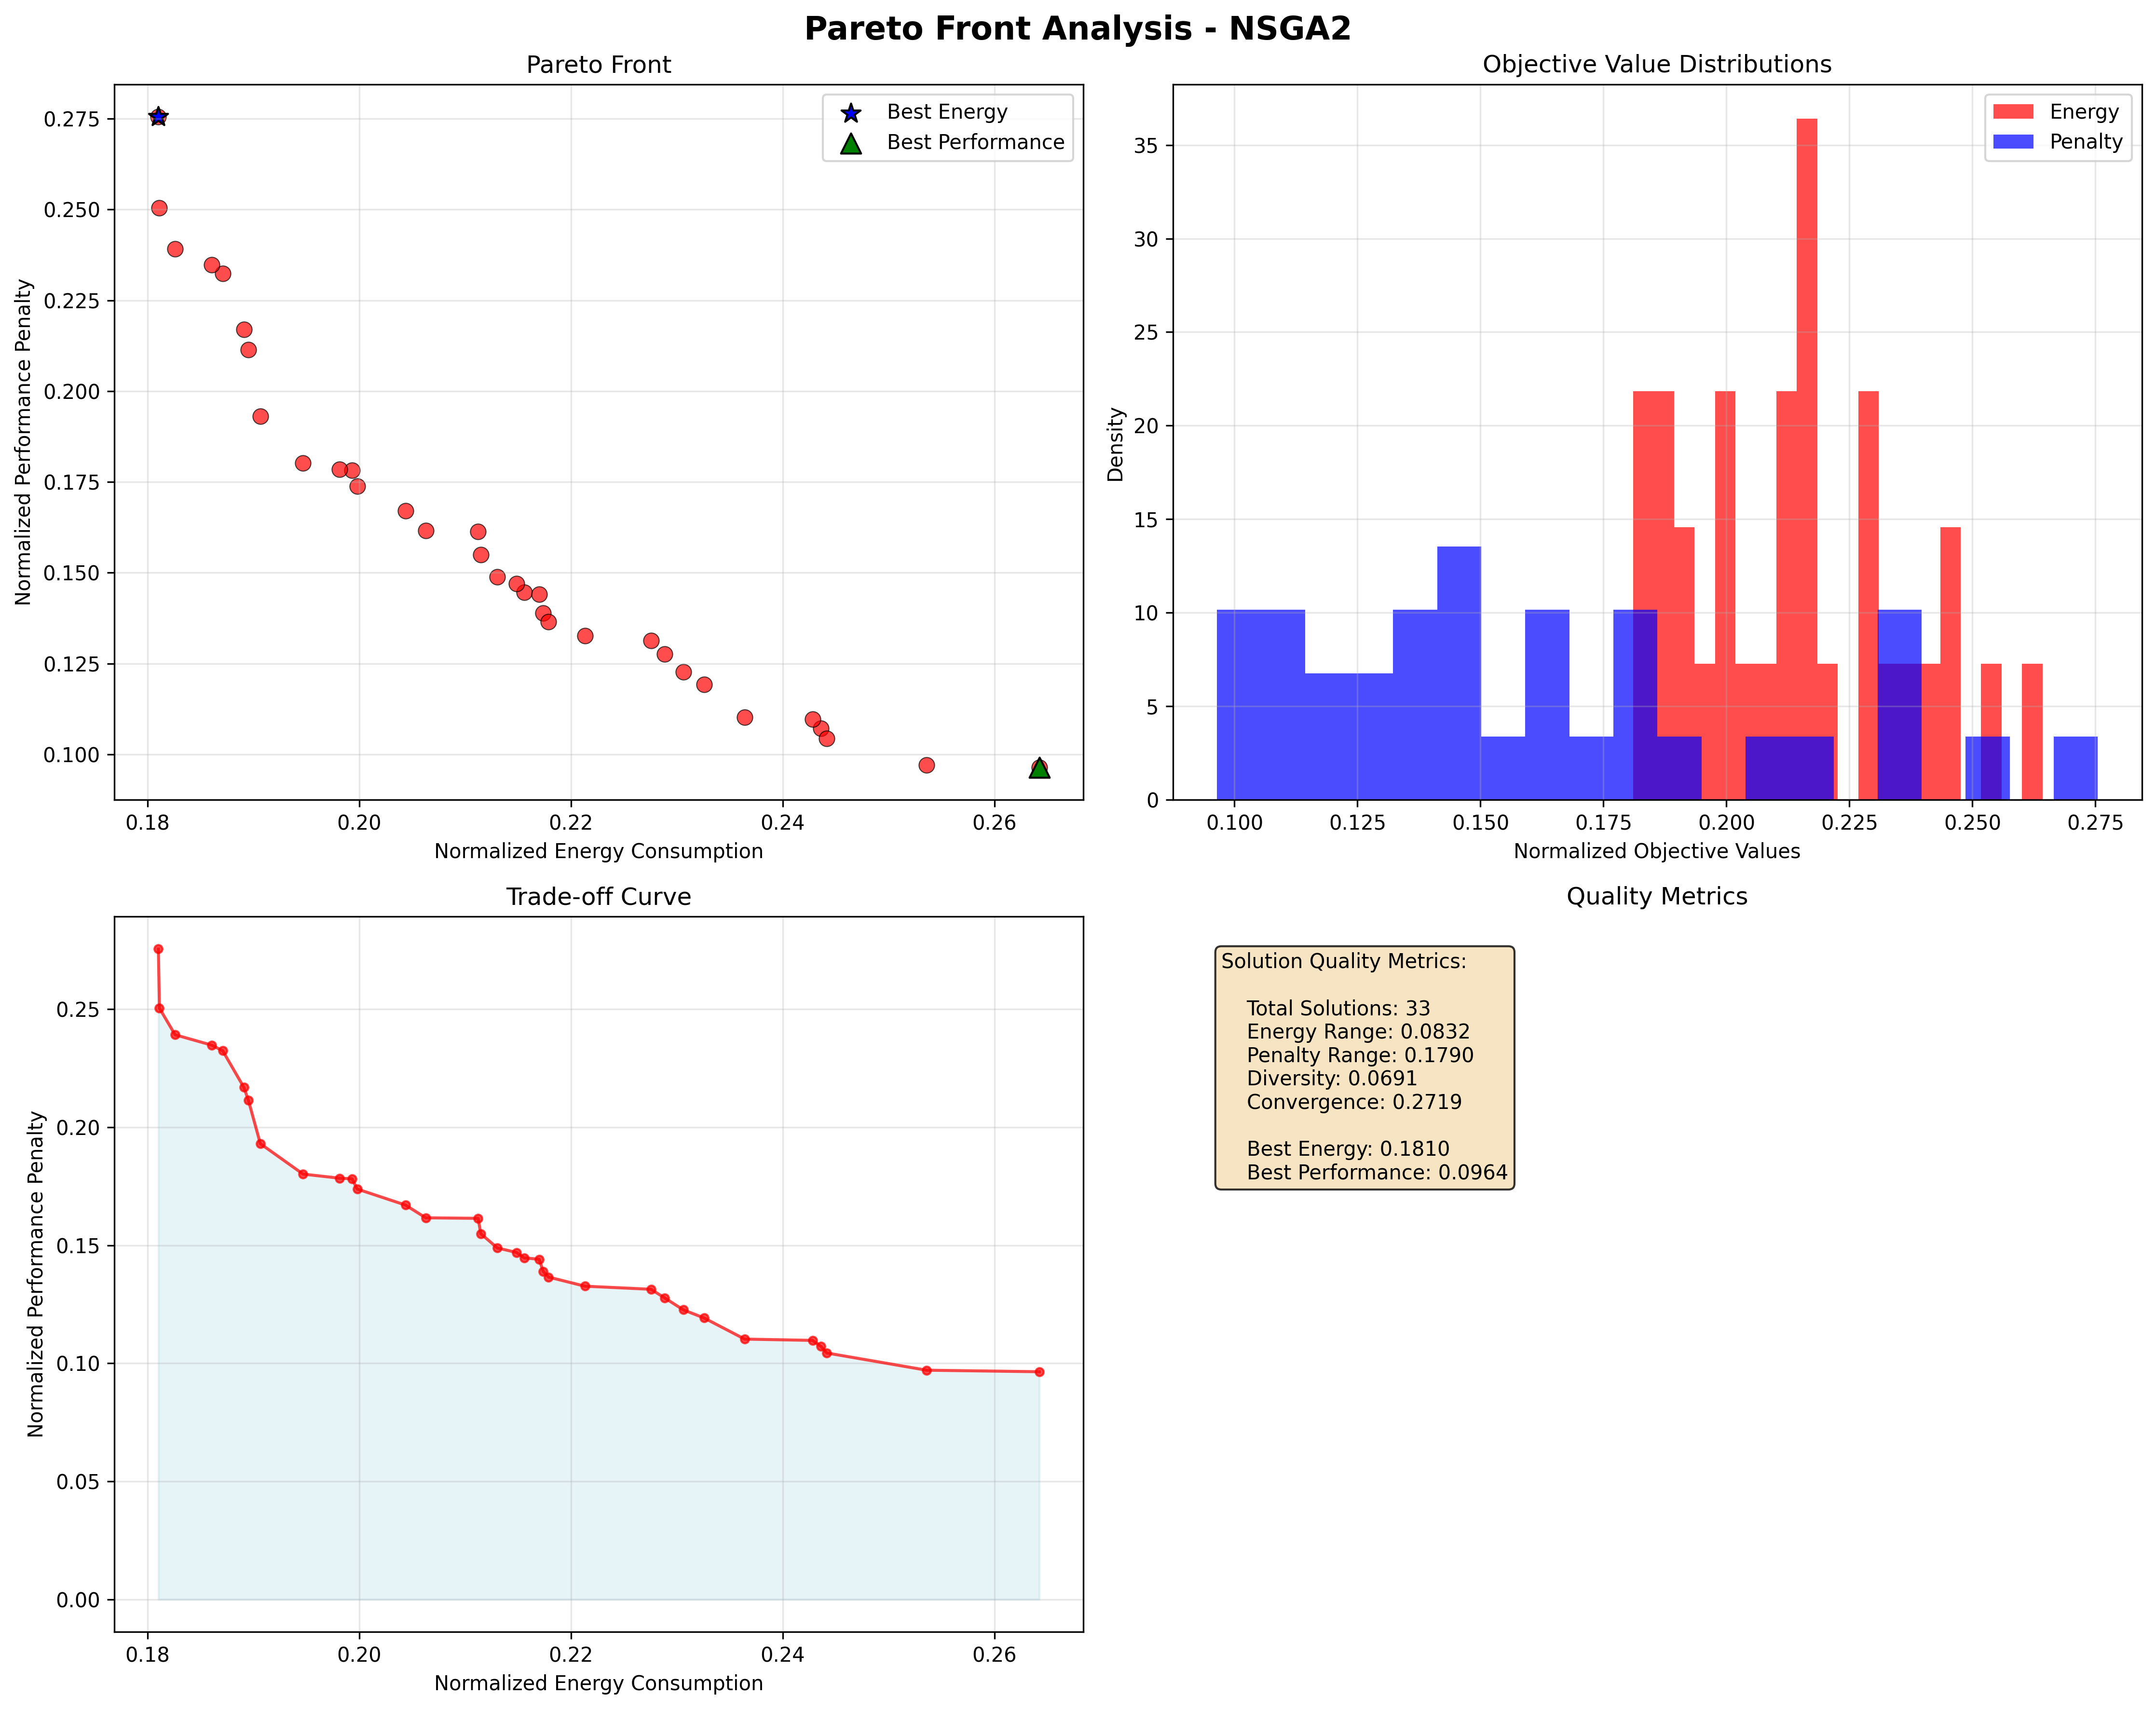 Pareto Front Analysis - NSGA2
Pareto Front
Best Energy
Best Performance
0.275
0.250
0.225
0.200
0.175
0.150
0.125
0.100
Normalized Performance Penalty
0.18 0.20 0.22 0.24 0.26
Normalized Energy Consumption
Objective Value Distributions
Energy
Penalty
35
30
25
20
15
10
5
0
Density
0.100 0.125 0.150 0.175 0.200 0.225 0.250 0.275
Normalized Objective Values
Trade-off Curve
0.25
0.20
0.15
0.10
0.05
0.00
Normalized Performance Penalty
0.18 0.20 0.22 0.24 0.26
Normalized Energy Consumption
Quality Metrics
Solution Quality Metrics:
Total Solutions: 33
Energy Range: 0.0832
Penalty Range: 0.1790
Diversity: 0.0691
Convergence: 0.2719
Best Energy: 0.1810
Best Performance: 0.0964